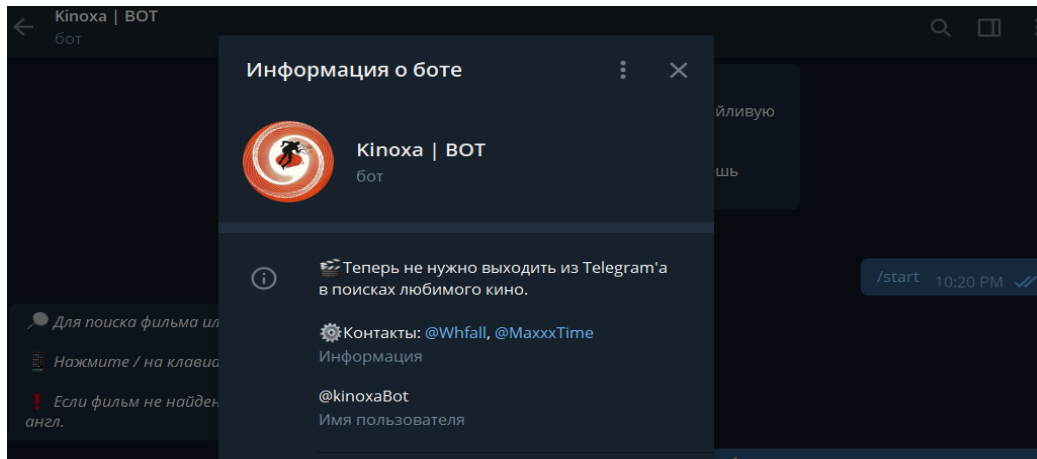 Kinoxa | BOT
бот
Информация о боте
йливую
Kinoxa | BOT
бот
шь
Теперь не нужно выходить из Telegram'а
в поисках любимого кино.
/start 10:20 PM
Для поиска фильма ил
Контакты: @Whfall, @MaxxxTime
Информация
Нажмите / на клавиа
@kinoxaBot
Если фильм не найден
англ.
Имя пользователя